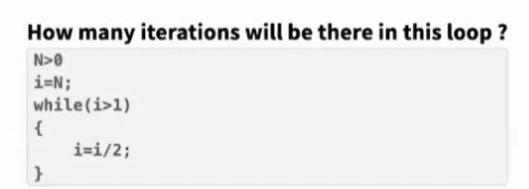 How many iterations will be there in this loop ?
N>0
i=N;
while(i>1)
{
i=i/2;
}